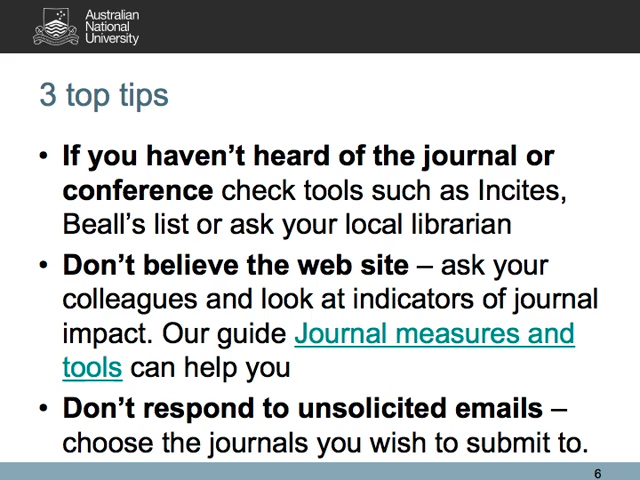 Australian
National
University
3 top tips
• If you haven’t heard of the journal or
conference check tools such as Incites,
Beall’s list or ask your local librarian
• Don’t believe the web site – ask your
colleagues and look at indicators of journal
impact. Our guide Journal measures and
tools can help you
• Don’t respond to unsolicited emails –
choose the journals you wish to submit to.
6